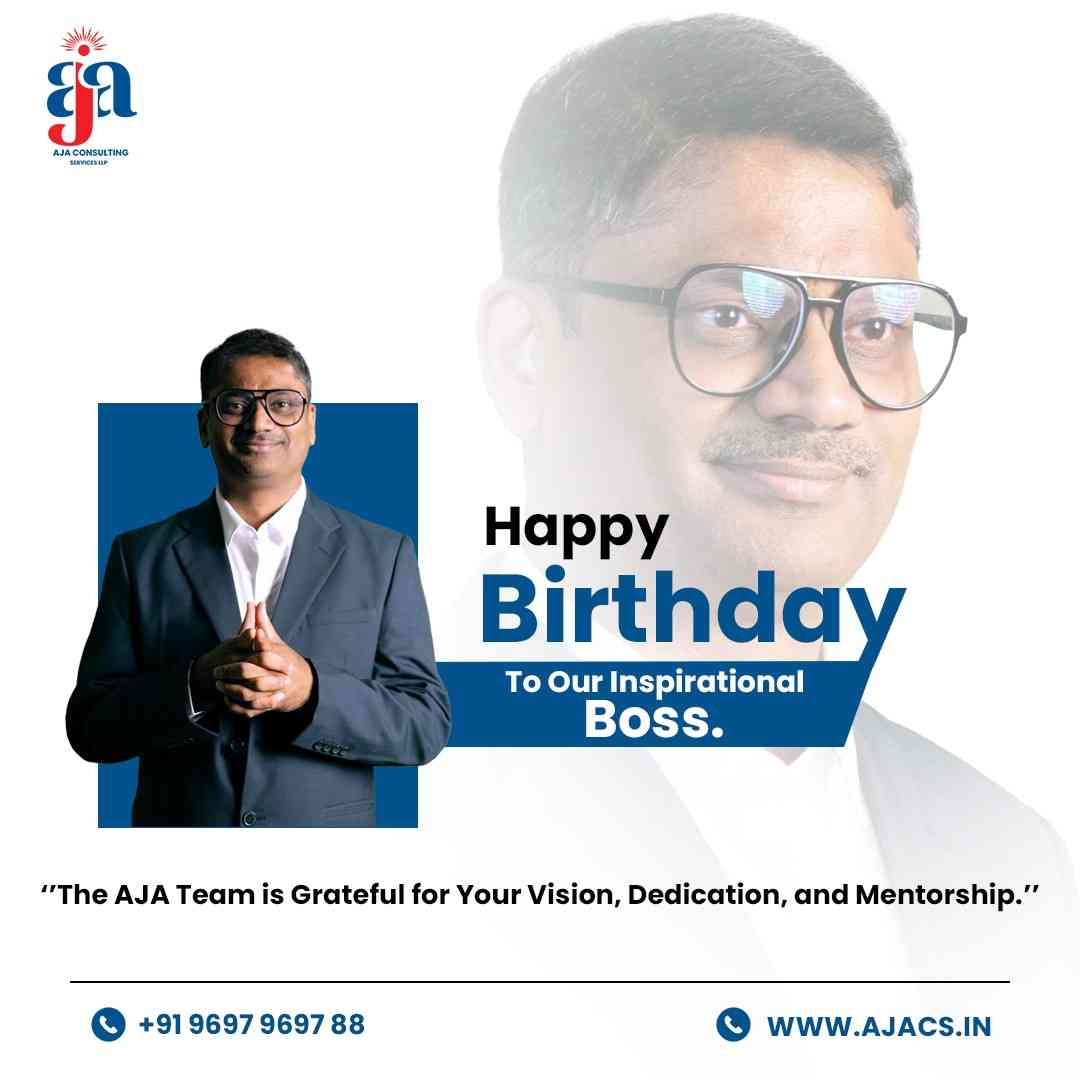 aja
AJA CONSULTING
SERVICES LLP
Happy
Birthday
To Our Inspirational
Boss.
‘’The AJA Team is Grateful for Your Vision, Dedication, and Mentorship.’’
+91 9697 9697 88
WWW.AJACS.IN